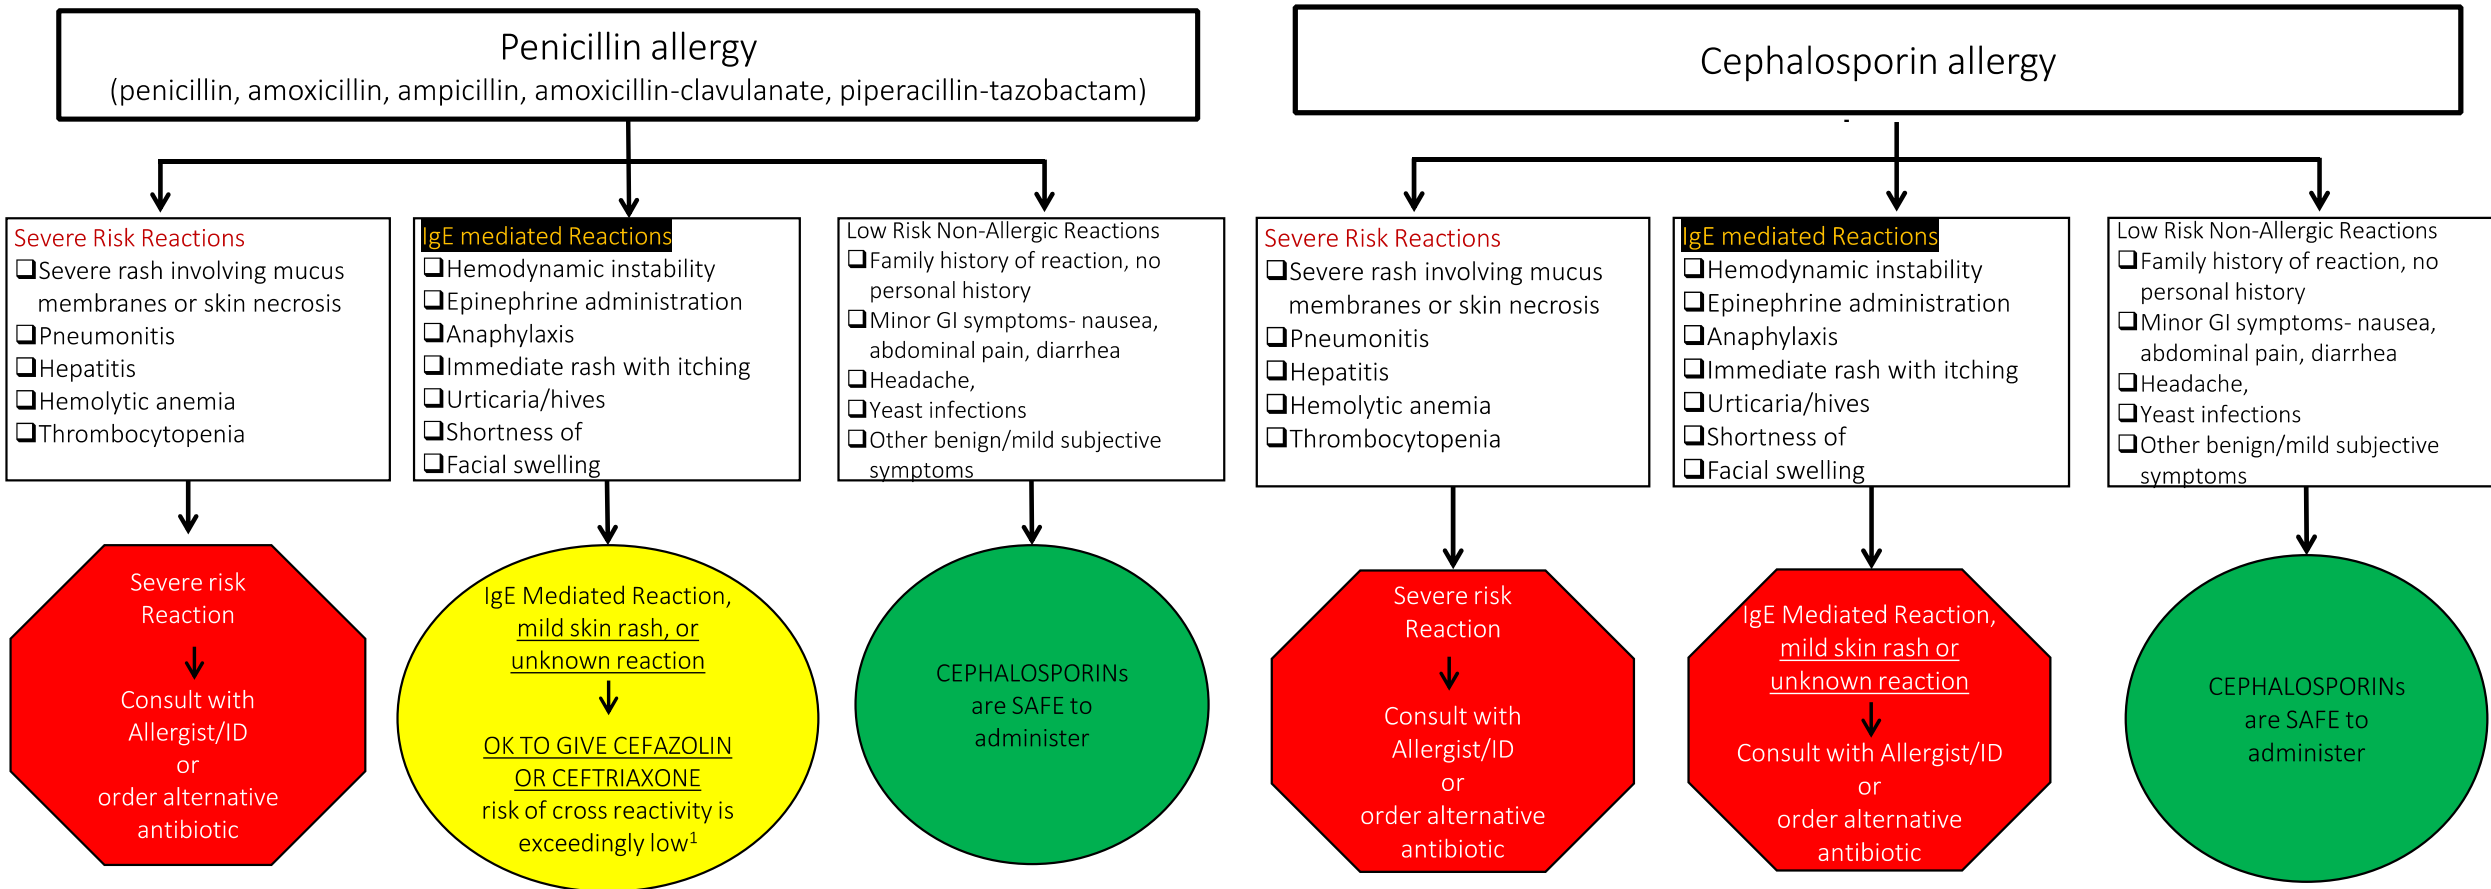 Penicillin allergy
(penicillin, amoxicillin, ampicillin, amoxicillin-clavulanate, piperacillin-tazobactam)
Severe Risk Reactions
❑Severe rash involving mucus
membranes or skin necrosis
❑Pneumonitis
❑Hepatitis
❑Hemolytic anemia
❑Thrombocytopenia
IgE mediated Reactions
❑Hemodynamic instability
❑Epinephrine administration
❑Anaphylaxis
❑Immediate rash with itching
❑Urticaria/hives
❑Shortness of
❑Facial swelling
Low Risk Non-Allergic Reactions
❑Family history of reaction, no
personal history
❑Minor GI symptoms- nausea,
abdominal pain, diarrhea
❑Headache,
❑Yeast infections
❑Other benign/mild subjective
symptoms
Severe risk
Reaction
Consult with
Allergist/ID
or
order alternative
antibiotic
IgE Mediated Reaction,
mild skin rash, or
unknown reaction
OK TO GIVE CEFAZOLIN
OR CEFTRIAXONE
risk of cross reactivity is
exceedingly low¹
CEPHALOSPORINs
are SAFE to
administer
Cephalosporin allergy
Severe Risk Reactions
❑Severe rash involving mucus
membranes or skin necrosis
❑Pneumonitis
❑Hepatitis
❑Hemolytic anemia
❑Thrombocytopenia
IgE mediated Reactions
❑Hemodynamic instability
❑Epinephrine administration
❑Anaphylaxis
❑Immediate rash with itching
❑Urticaria/hives
❑Shortness of
❑Facial swelling
Low Risk Non-Allergic Reactions
❑Family history of reaction, no
personal history
❑Minor GI symptoms- nausea,
abdominal pain, diarrhea
❑Headache,
❑Yeast infections
❑Other benign/mild subjective
symptoms
Severe risk
Reaction
Consult with
Allergist/ID
or
order alternative
antibiotic
IgE Mediated Reaction,
mild skin rash or
unknown reaction
Consult with Allergist/ID
or
order alternative
antibiotic
CEPHALOSPORINs
are SAFE to
administer